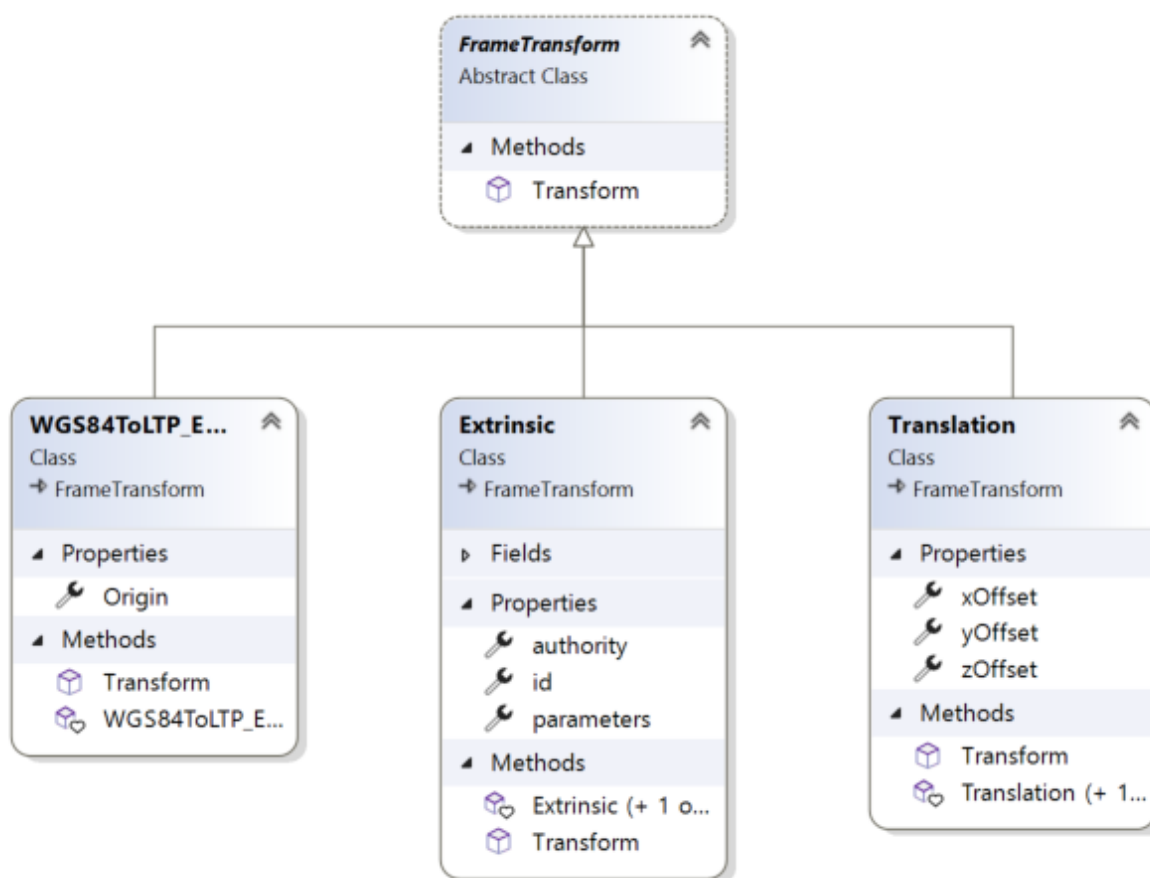 FrameTransform
Abstract Class
Methods
Transform
WGS84ToLTP_E...
Class
FrameTransform
Properties
Origin
Methods
Transform
WGS84ToLTP_E...
Extrinsic
Class
FrameTransform
Fields
Properties
authority
id
parameters
Methods
Extrinsic (+ 1 o...
Transform
Translation
Class
FrameTransform
Properties
xOffset
yOffset
zOffset
Methods
Transform
Translation (+ 1...